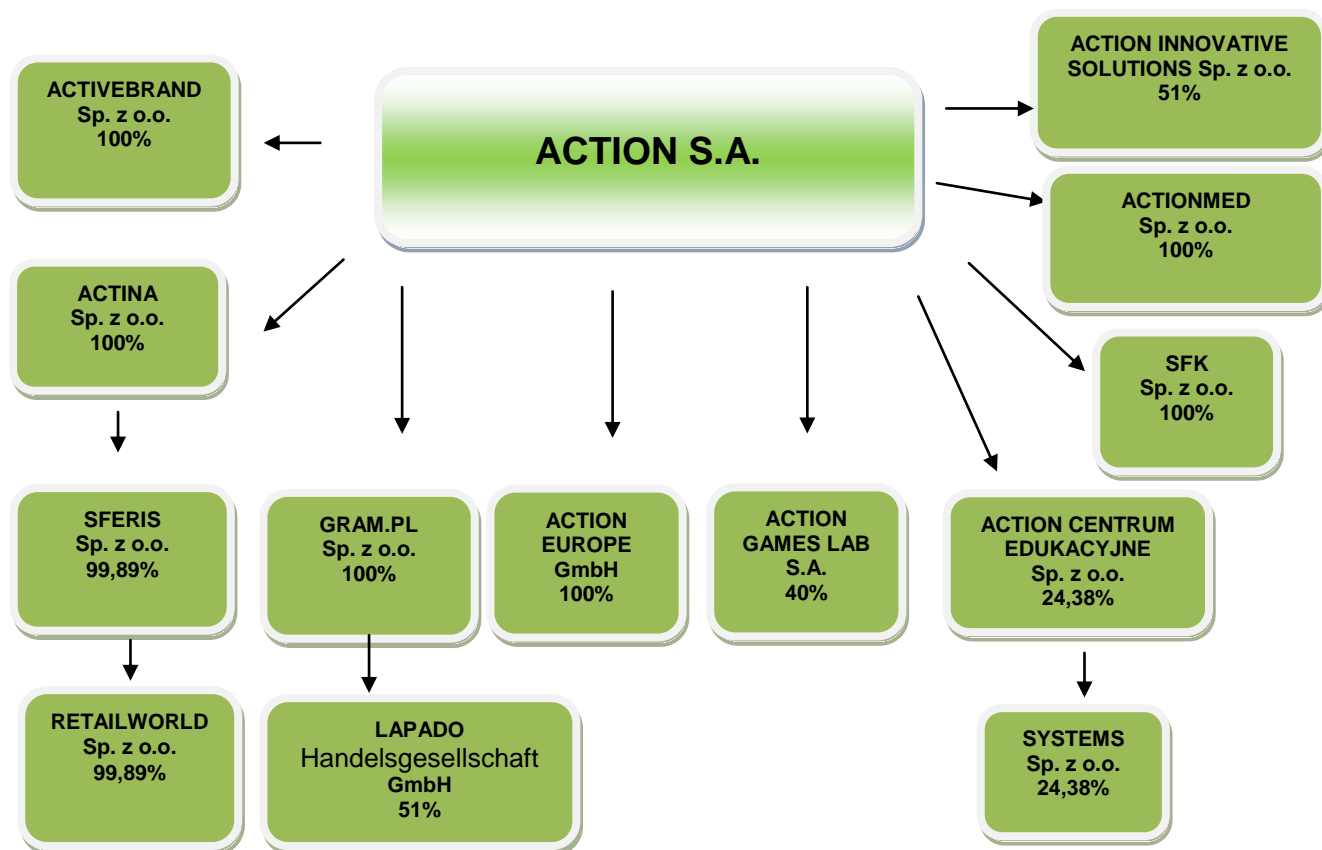 ACTION S.A.
ACTION INNOVATIVE
SOLUTIONS Sp. z o.o.
51%
ACTIVEBRAND
Sp. z o.o.
100%
ACTIONMED
Sp. z o.o.
100%
ACTINA
Sp. z o.o.
100%
SFK
Sp. z o.o.
100%
SFERIS
Sp. z o.o.
99,89%
GRAM.PL
Sp. z o.o.
100%
ACTION
EUROPE
GmbH
100%
ACTION
GAMES LAB
S.A.
40%
ACTION CENTRUM
EDUKACYJNE
Sp. z o.o.
24,38%
RETAILWORLD
Sp. z o.o.
99,89%
LAPADO
Handelsgesellschaft
GmbH
51%
SYSTEMS
Sp. z o.o.
24,38%